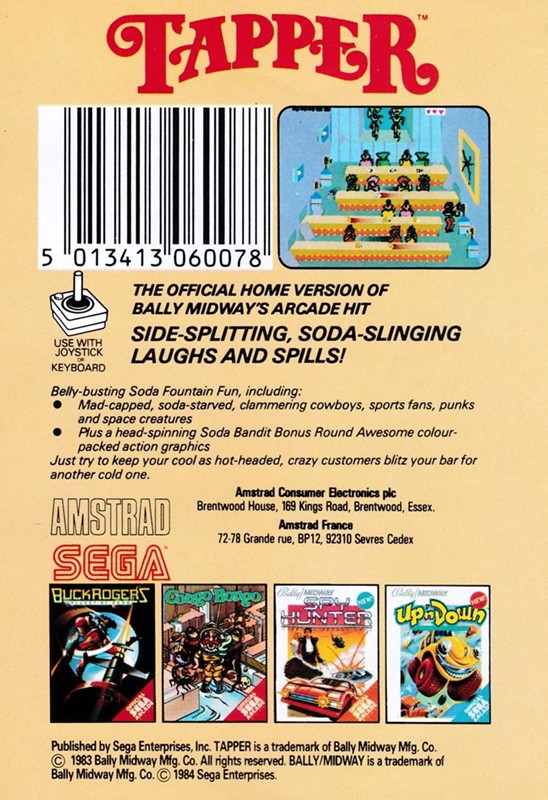 TAPPER™
5 013413 060078
THE OFFICIAL HOME VERSION OF
BALLY MIDWAY'S ARCADE HIT
SIDE-SPLITTING, SODA-SLINGING
LAUGHS AND SPILLS!
USE WITH
JOYSTICK
OR
KEYBOARD
Belly-busting Soda Fountain Fun, including:
● Mad-capped, soda-starved, clammering cowboys, sports fans, punks
and space creatures
● Plus a head-spinning Soda Bandit Bonus Round Awesome colour-
packed action graphics
Just try to keep your cool as hot-headed, crazy customers blitz your bar for
another cold one.
AMSTRAD
Amstrad Consumer Electronics plc
Brentwood House, 169 Kings Road, Brentwood, Essex.
Amstrad France
72-78 Grande rue, BP12, 92310 Sevres Cedex
SEGA
BUCK ROGERS
Congo Bongo
Bally/MIDWAY
SPY
HUNTER
NEW
Bally/MIDWAY
NEW
Up'nDown
Published by Sega Enterprises, Inc. TAPPER is a trademark of Bally Midway Mfg. Co.
© 1983 Bally Midway Mfg. Co. All rights reserved. BALLY/MIDWAY is a trademark of
Bally Midway Mfg. Co. © 1984 Sega Enterprises.